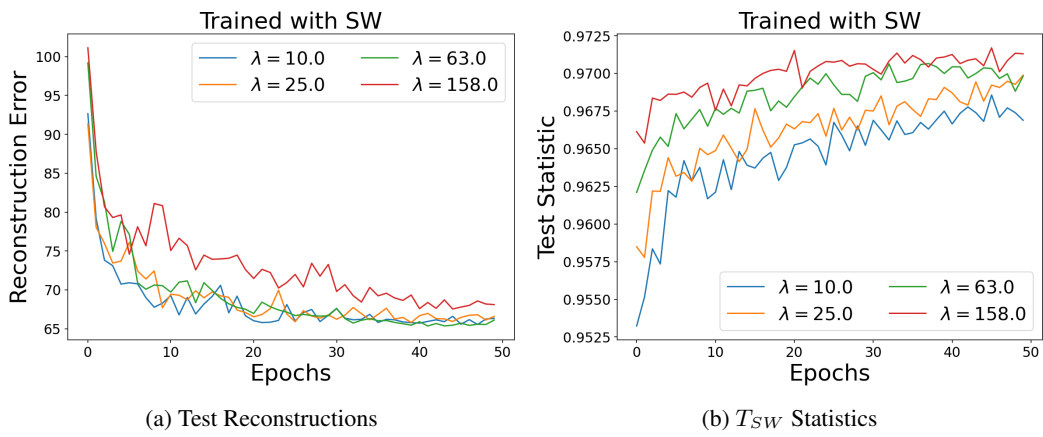 Trained with SW
Reconstruction Error
100
95
90
85
80
75
70
65
λ = 10.0
λ = 25.0
λ = 63.0
λ = 158.0
0 10 20 30 40 50
Epochs
(a) Test Reconstructions
Trained with SW
Test Statistic
0.9725
0.9700
0.9675
0.9650
0.9625
0.9600
0.9575
0.9550
0.9525
λ = 10.0
λ = 25.0
λ = 63.0
λ = 158.0
0 10 20 30 40 50
Epochs
(b) T_SW Statistics